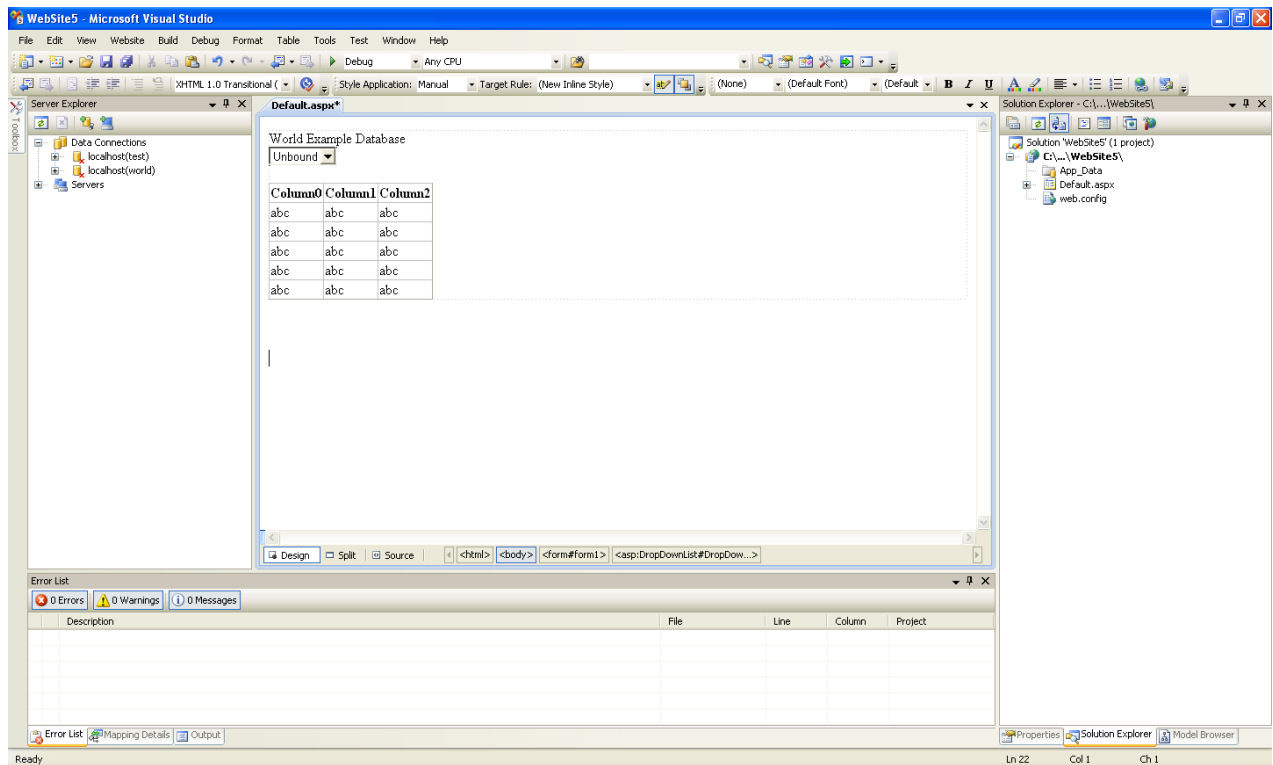 WebSite5 - Microsoft Visual Studio
File Edit View Website Build Debug Format Table Tools Test Window Help
Debug Any CPU
XHTML 1.0 Transitional ( Style Application: Manual Target Rule: (New Inline Style) (None) (Default Font) (Default B I U
Toolbox
Server Explorer
Data Connections
localhost(test)
localhost(world)
Servers
Default.aspx*
World Example Database
Unbound
Column0 Column1 Column2
abc abc abc
abc abc abc
abc abc abc
abc abc abc
abc abc abc
Design Split Source <html> <body> <form#form1> <asp:DropDownList#DropDow...>
Solution Explorer - C:\...\WebSite5\
Solution 'WebSite5' (1 project)
C:\...\WebSite5\
App_Data
Default.aspx
web.config
Error List
0 Errors 0 Warnings 0 Messages
Description File Line Column Project
Error List Mapping Details Output
Properties Solution Explorer Model Browser
Ready Ln 22 Col 1 Ch 1